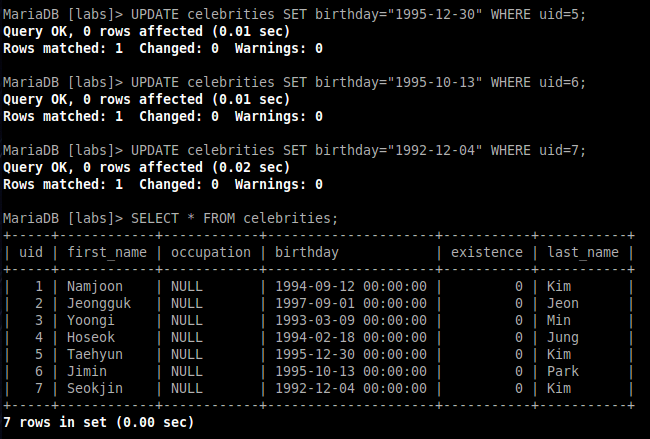 MariaDB [labs]> UPDATE celebrities SET birthday="1995-12-30" WHERE uid=5;
Query OK, 0 rows affected (0.01 sec)
Rows matched: 1  Changed: 0  Warnings: 0

MariaDB [labs]> UPDATE celebrities SET birthday="1995-10-13" WHERE uid=6;
Query OK, 0 rows affected (0.01 sec)
Rows matched: 1  Changed: 0  Warnings: 0

MariaDB [labs]> UPDATE celebrities SET birthday="1992-12-04" WHERE uid=7;
Query OK, 0 rows affected (0.02 sec)
Rows matched: 1  Changed: 0  Warnings: 0

MariaDB [labs]> SELECT * FROM celebrities;
+-----+------------+------------+---------------------+-----------+-----------+
| uid | first_name | occupation | birthday            | existence | last_name |
+-----+------------+------------+---------------------+-----------+-----------+
|   1 | Namjoon    | NULL       | 1994-09-12 00:00:00 |         0 | Kim       |
|   2 | Jeongguk   | NULL       | 1997-09-01 00:00:00 |         0 | Jeon      |
|   3 | Yoongi     | NULL       | 1993-03-09 00:00:00 |         0 | Min       |
|   4 | Hoseok     | NULL       | 1994-02-18 00:00:00 |         0 | Jung      |
|   5 | Taehyun    | NULL       | 1995-12-30 00:00:00 |         0 | Kim       |
|   6 | Jimin      | NULL       | 1995-10-13 00:00:00 |         0 | Park      |
|   7 | Seokjin    | NULL       | 1992-12-04 00:00:00 |         0 | Kim       |
+-----+------------+------------+---------------------+-----------+-----------+
7 rows in set (0.00 sec)